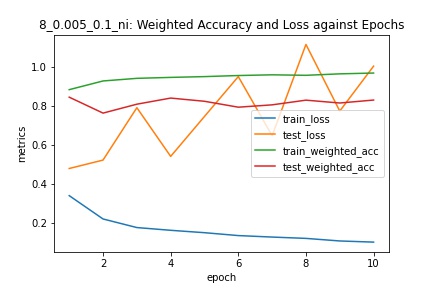 8_0.005_0.1_ni: Weighted Accuracy and Loss against Epochs
metrics
1.0
0.8
0.6
0.4
0.2
train_loss
test_loss
train_weighted_acc
test_weighted_acc
2 4 6 8 10
epoch